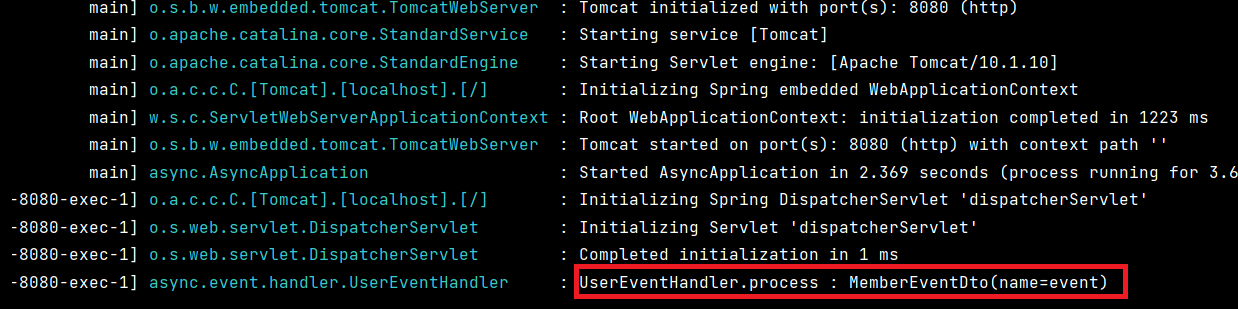 main] o.s.b.w.embedded.tomcat.TomcatWebServer : Tomcat initialized with port(s): 8080 (http)
main] o.apache.catalina.core.StandardService : Starting service [Tomcat]
main] o.apache.catalina.core.StandardEngine : Starting Servlet engine: [Apache Tomcat/10.1.10]
main] o.a.c.c.C.[Tomcat].[localhost].[/] : Initializing Spring embedded WebApplicationContext
main] w.s.c.ServletWebServerApplicationContext : Root WebApplicationContext: initialization completed in 1223 ms
main] o.s.b.w.embedded.tomcat.TomcatWebServer : Tomcat started on port(s): 8080 (http) with context path ''
main] async.AsyncApplication : Started AsyncApplication in 2.369 seconds (process running for 3.6
-8080-exec-1] o.a.c.c.C.[Tomcat].[localhost].[/] : Initializing Spring DispatcherServlet 'dispatcherServlet'
-8080-exec-1] o.s.web.servlet.DispatcherServlet : Initializing Servlet 'dispatcherServlet'
-8080-exec-1] o.s.web.servlet.DispatcherServlet : Completed initialization in 1 ms
-8080-exec-1] async.event.handler.UserEventHandler : UserEventHandler.process : MemberEventDto(name=event)